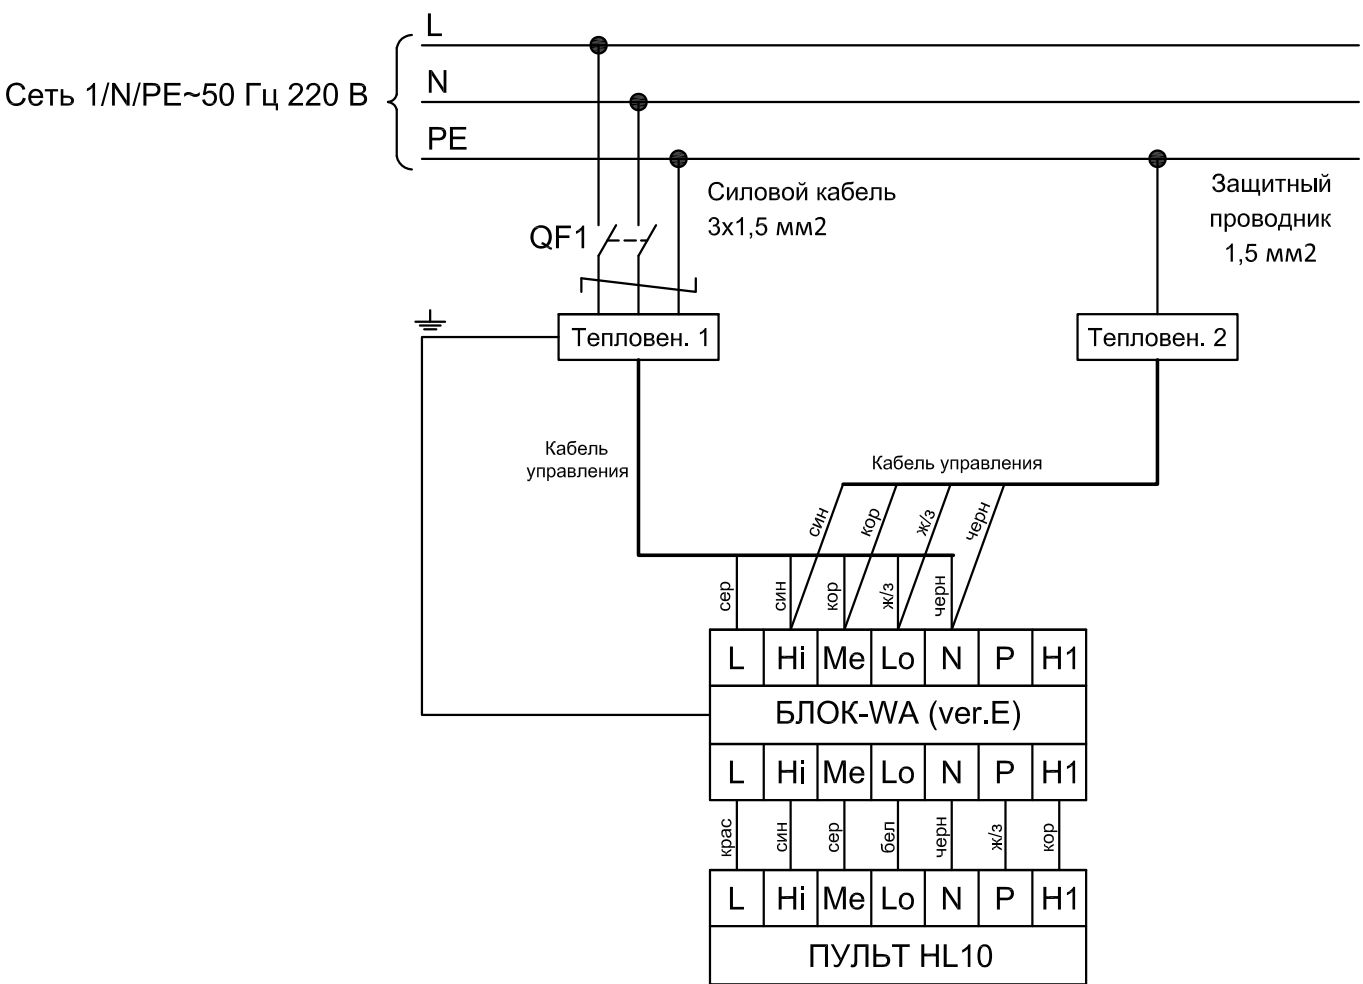 L
Сеть 1/N/PE~50 Гц 220 В
N
PE
Силовой кабель
3х1,5 мм2
Защитный
проводник
1,5 мм2
QF1
Тепловен. 1
Тепловен. 2
Кабель
управления
Кабель управления
син кор ж/з черн
сер син кор ж/з черн
L Hi Me Lo N P H1
БЛОК-WA (ver.E)
L Hi Me Lo N P H1
крас син сер бел черн ж/з кор
L Hi Me Lo N P H1
ПУЛЬТ HL10